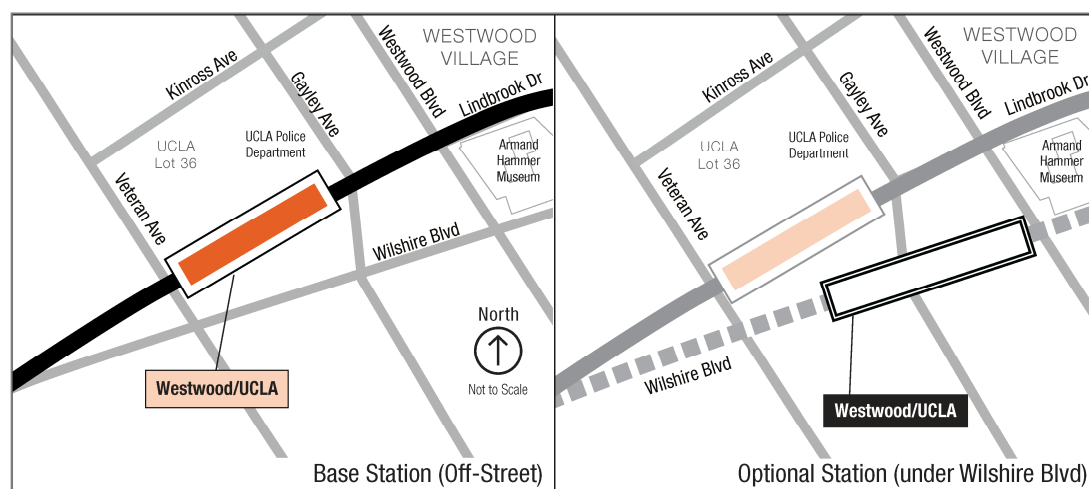 WESTWOOD
VILLAGE
Kinross Ave
Gayley Ave
Westwood Blvd
Lindbrook Dr
UCLA
Lot 36
UCLA Police
Department
Armand
Hammer
Museum
Veteran Ave
Wilshire Blvd
North
Not to Scale
Westwood/UCLA
Base Station (Off-Street)
WESTWOOD
VILLAGE
Kinross Ave
Gayley Ave
Westwood Blvd
Lindbrook Dr
UCLA
Lot 36
UCLA Police
Department
Armand
Hammer
Museum
Veteran Ave
Wilshire Blvd
Westwood/UCLA
Optional Station (under Wilshire Blvd)